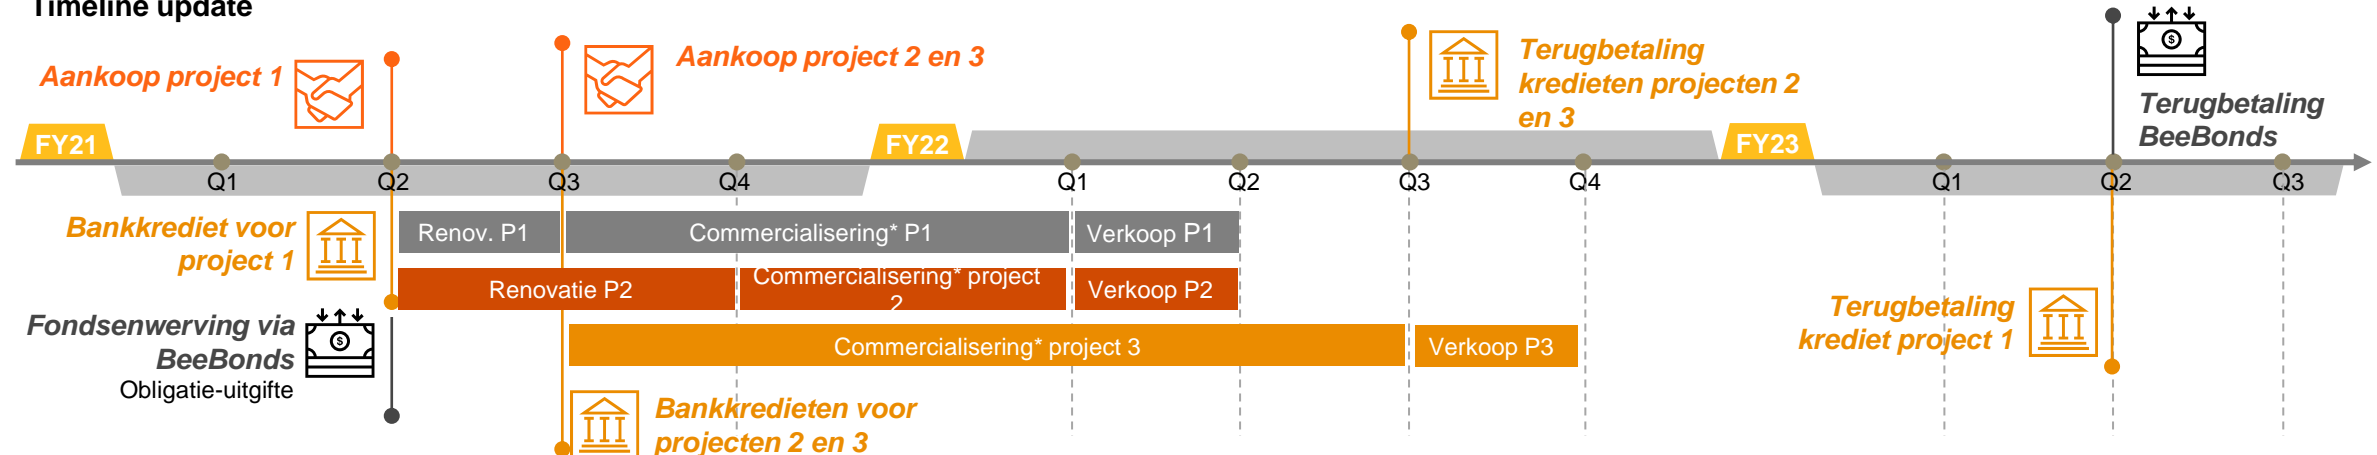 Timeline update
Aankoop project 1
Aankoop project 2 en 3
Terugbetaling
kredieten projecten 2
en 3
Terugbetaling
BeeBonds
FY21
FY22
FY23
Q1
Q2
Q3
Q4
Q1
Q2
Q3
Q4
Q1
Q2
Q3
Bankkrediet voor
project 1
Renov. P1
Commercialisering* P1
Verkoop P1
Renovatie P2
Commercialisering* project
2
Verkoop P2
Fondsenwerving via
BeeBonds
Obligatie-uitgifte
Commercialisering* project 3
Verkoop P3
Terugbetaling
krediet project 1
Bankkredieten voor
projecten 2 en 3